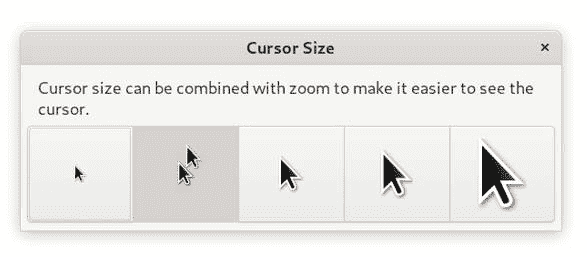 Cursor Size
Cursor size can be combined with zoom to make it easier to see the
cursor.